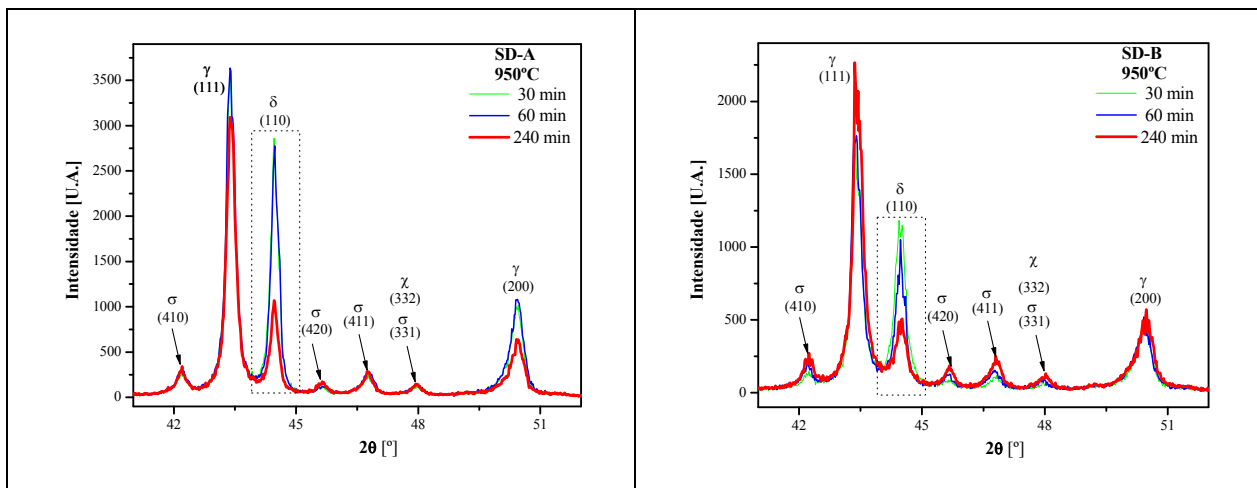 SD-A
950ºC
30 min
60 min
240 min
γ
(111)
δ
(110)
σ
(410)
σ
(420)
σ
(411)
χ
(332)
σ
(331)
γ
(200)
Intensidade [U.A.]
3500
3000
2500
2000
1500
1000
500
0
42
45
48
51
2θ [º]
SD-B
950ºC
30 min
60 min
240 min
γ
(111)
δ
(110)
σ
(410)
σ
(420)
σ
(411)
χ
(332)
σ
(331)
γ
(200)
Intensidade [U.A.]
2000
1500
1000
500
0
42
45
48
51
2θ [º]